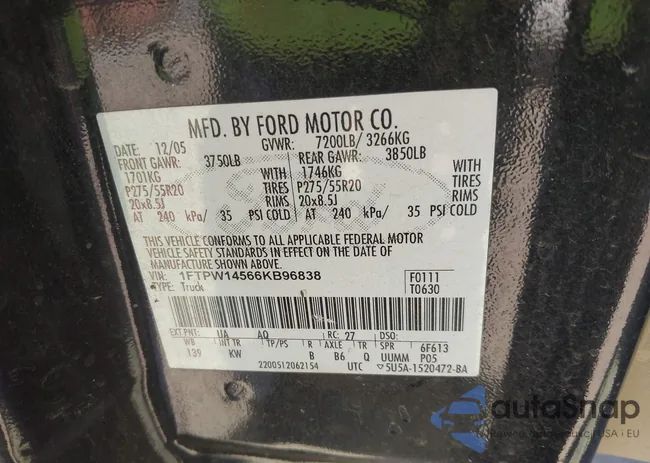 MFD. BY FORD MOTOR CO.
DATE: 12/05 GVWR: 7200LB/ 3266KG
FRONT GAWR: 3750LB REAR GAWR: 3850LB
1701KG WITH 1746KG WITH
P275/55R20 TIRES P275/55R20 TIRES
20x8.5J RIMS 20x8.5J RIMS
AT 240 kPa/ 35 PSI COLD AT 240 kPa/ 35 PSI COLD
THIS VEHICLE CONFORMS TO ALL APPLICABLE FEDERAL MOTOR
VEHICLE SAFETY STANDARDS IN EFFECT ON THE DATE OF
MANUFACTURE SHOWN ABOVE.
VIN: 1FTPW14566KB96838 F0111
TYPE: Truck T0630
EXT PNT: UA AQ RC: 27 DSO:
WB INT TR TP/PS R AXLE TR SPR 6F613
139 KW B B6 Q UUMM P05
2200512062154 UTC ▽5U5A-1520472-BA
autoSnap
USA i EU